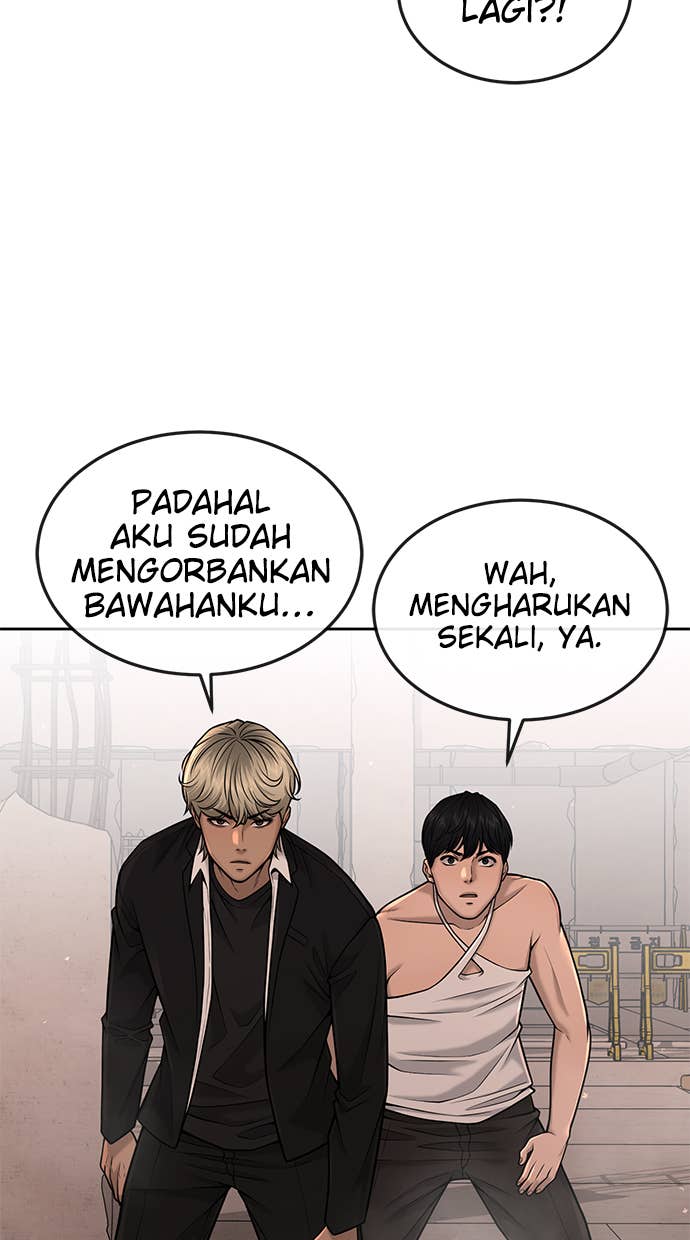 LAGI?!
PADAHAL
AKU SUDAH
MENGORBANKAN
BAWAHANKU...
WAH,
MENGHARUKAN
SEKALI, YA.